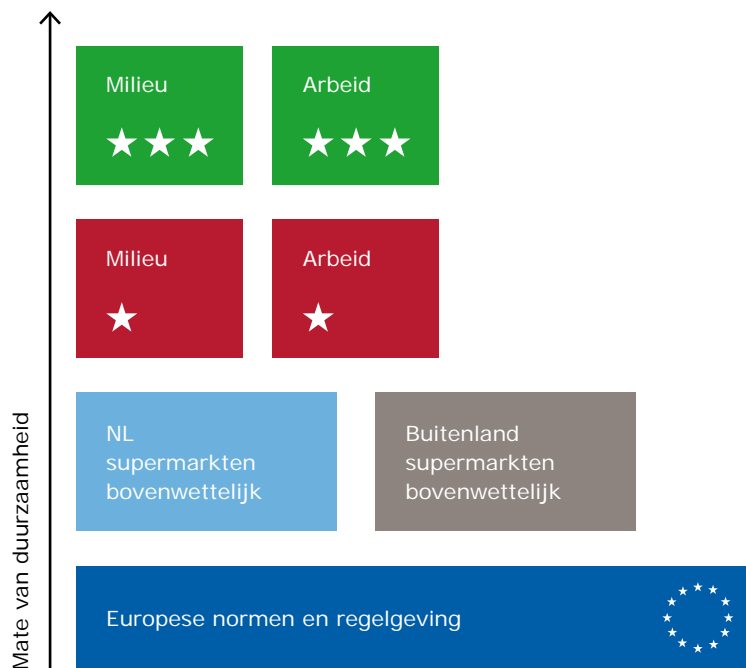 Milieu
★★★
Arbeid
★★★
Milieu
★
Arbeid
★
NL
supermarkten
bovenwettelijk
Buitenland
supermarkten
bovenwettelijk
Europese normen en regelgeving
Mate van duurzaamheid